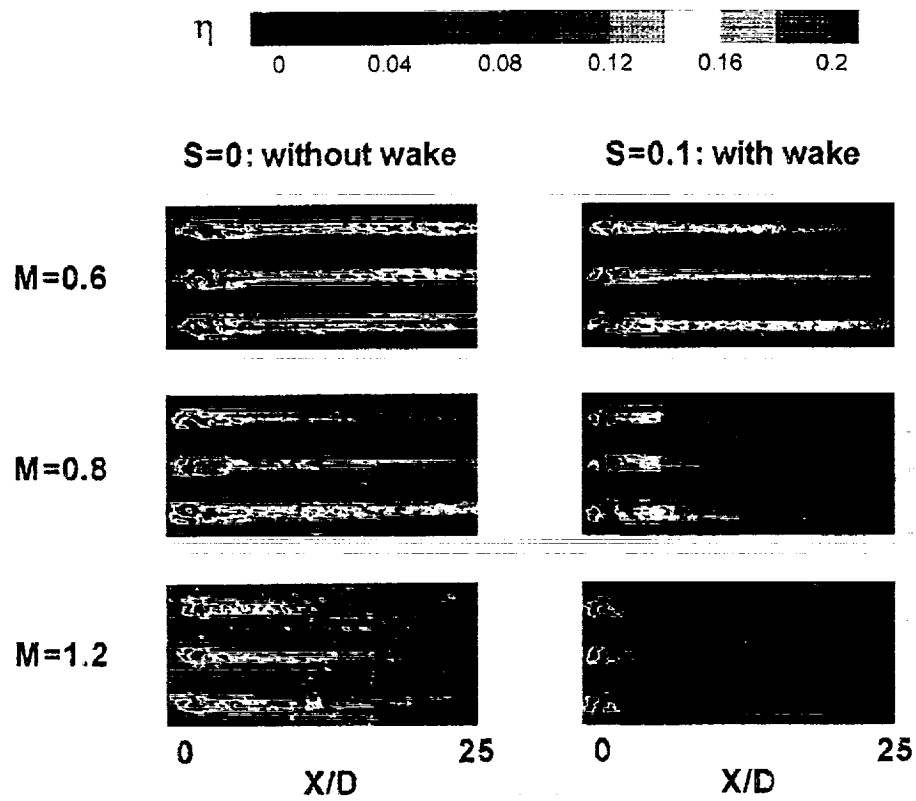 η
0 0.04 0.08 0.12 0.16 0.2
S=0: without wake S=0.1: with wake
M=0.6
M=0.8
M=1.2
0 25 0 25
X/D X/D